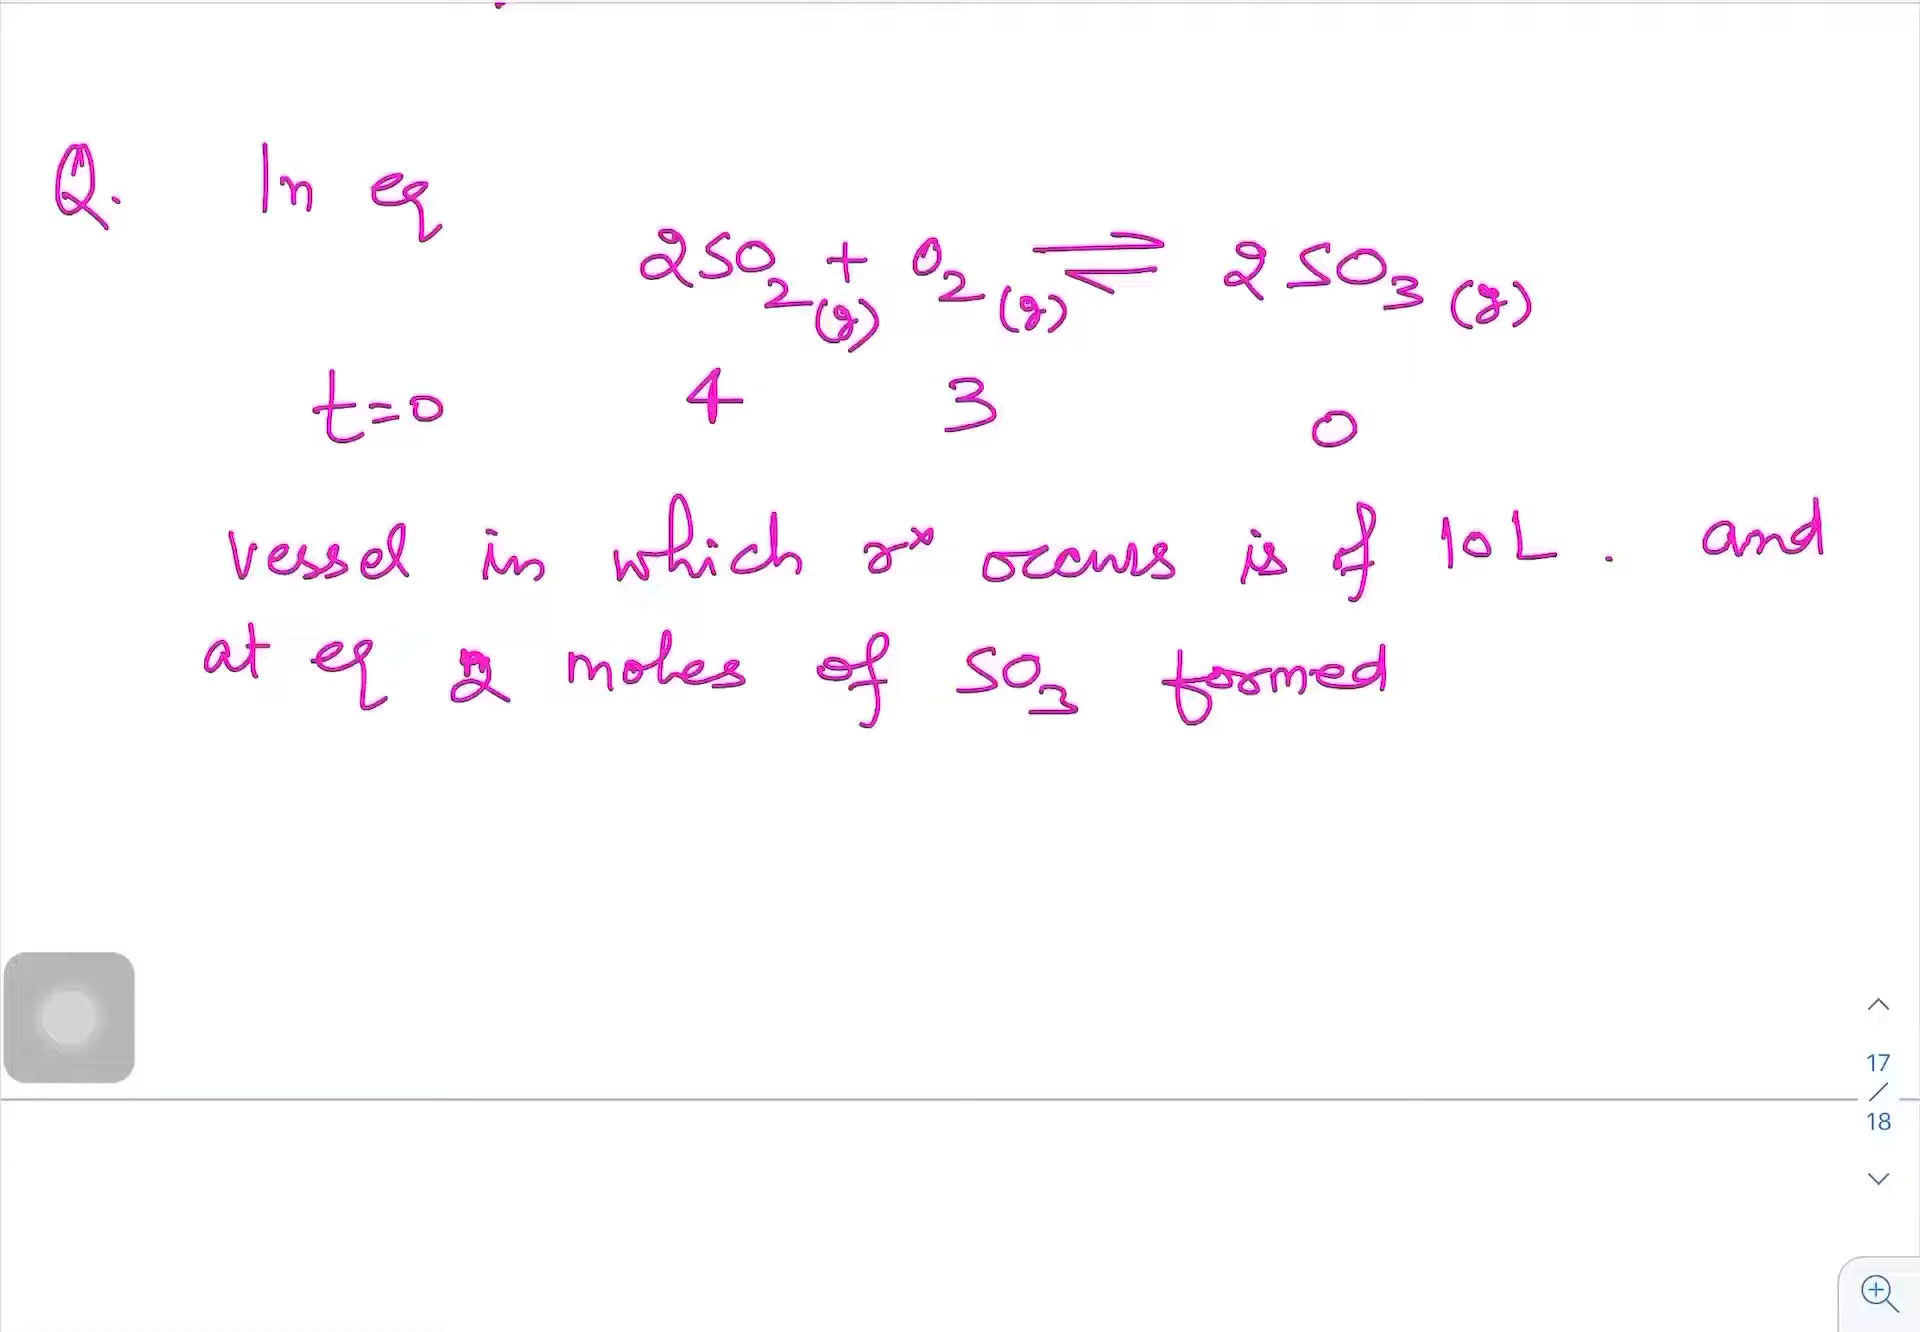 Q. In eq
2SO₂(g) + O₂(g) ⇌ 2SO₃(g)
t=0 4 3 0
vessel in which rˣ occurs is of 10L. and
at eq 2 moles of SO₃ formed
17
/
18